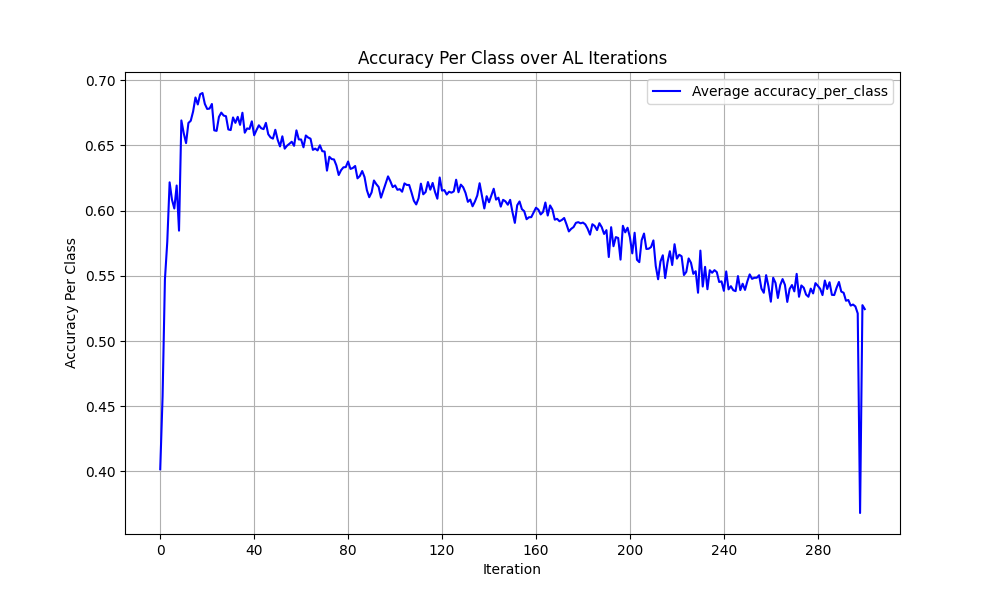 Accuracy Per Class over AL Iterations
Average accuracy_per_class
Accuracy Per Class
0.70
0.65
0.60
0.55
0.50
0.45
0.40
0 40 80 120 160 200 240 280
Iteration